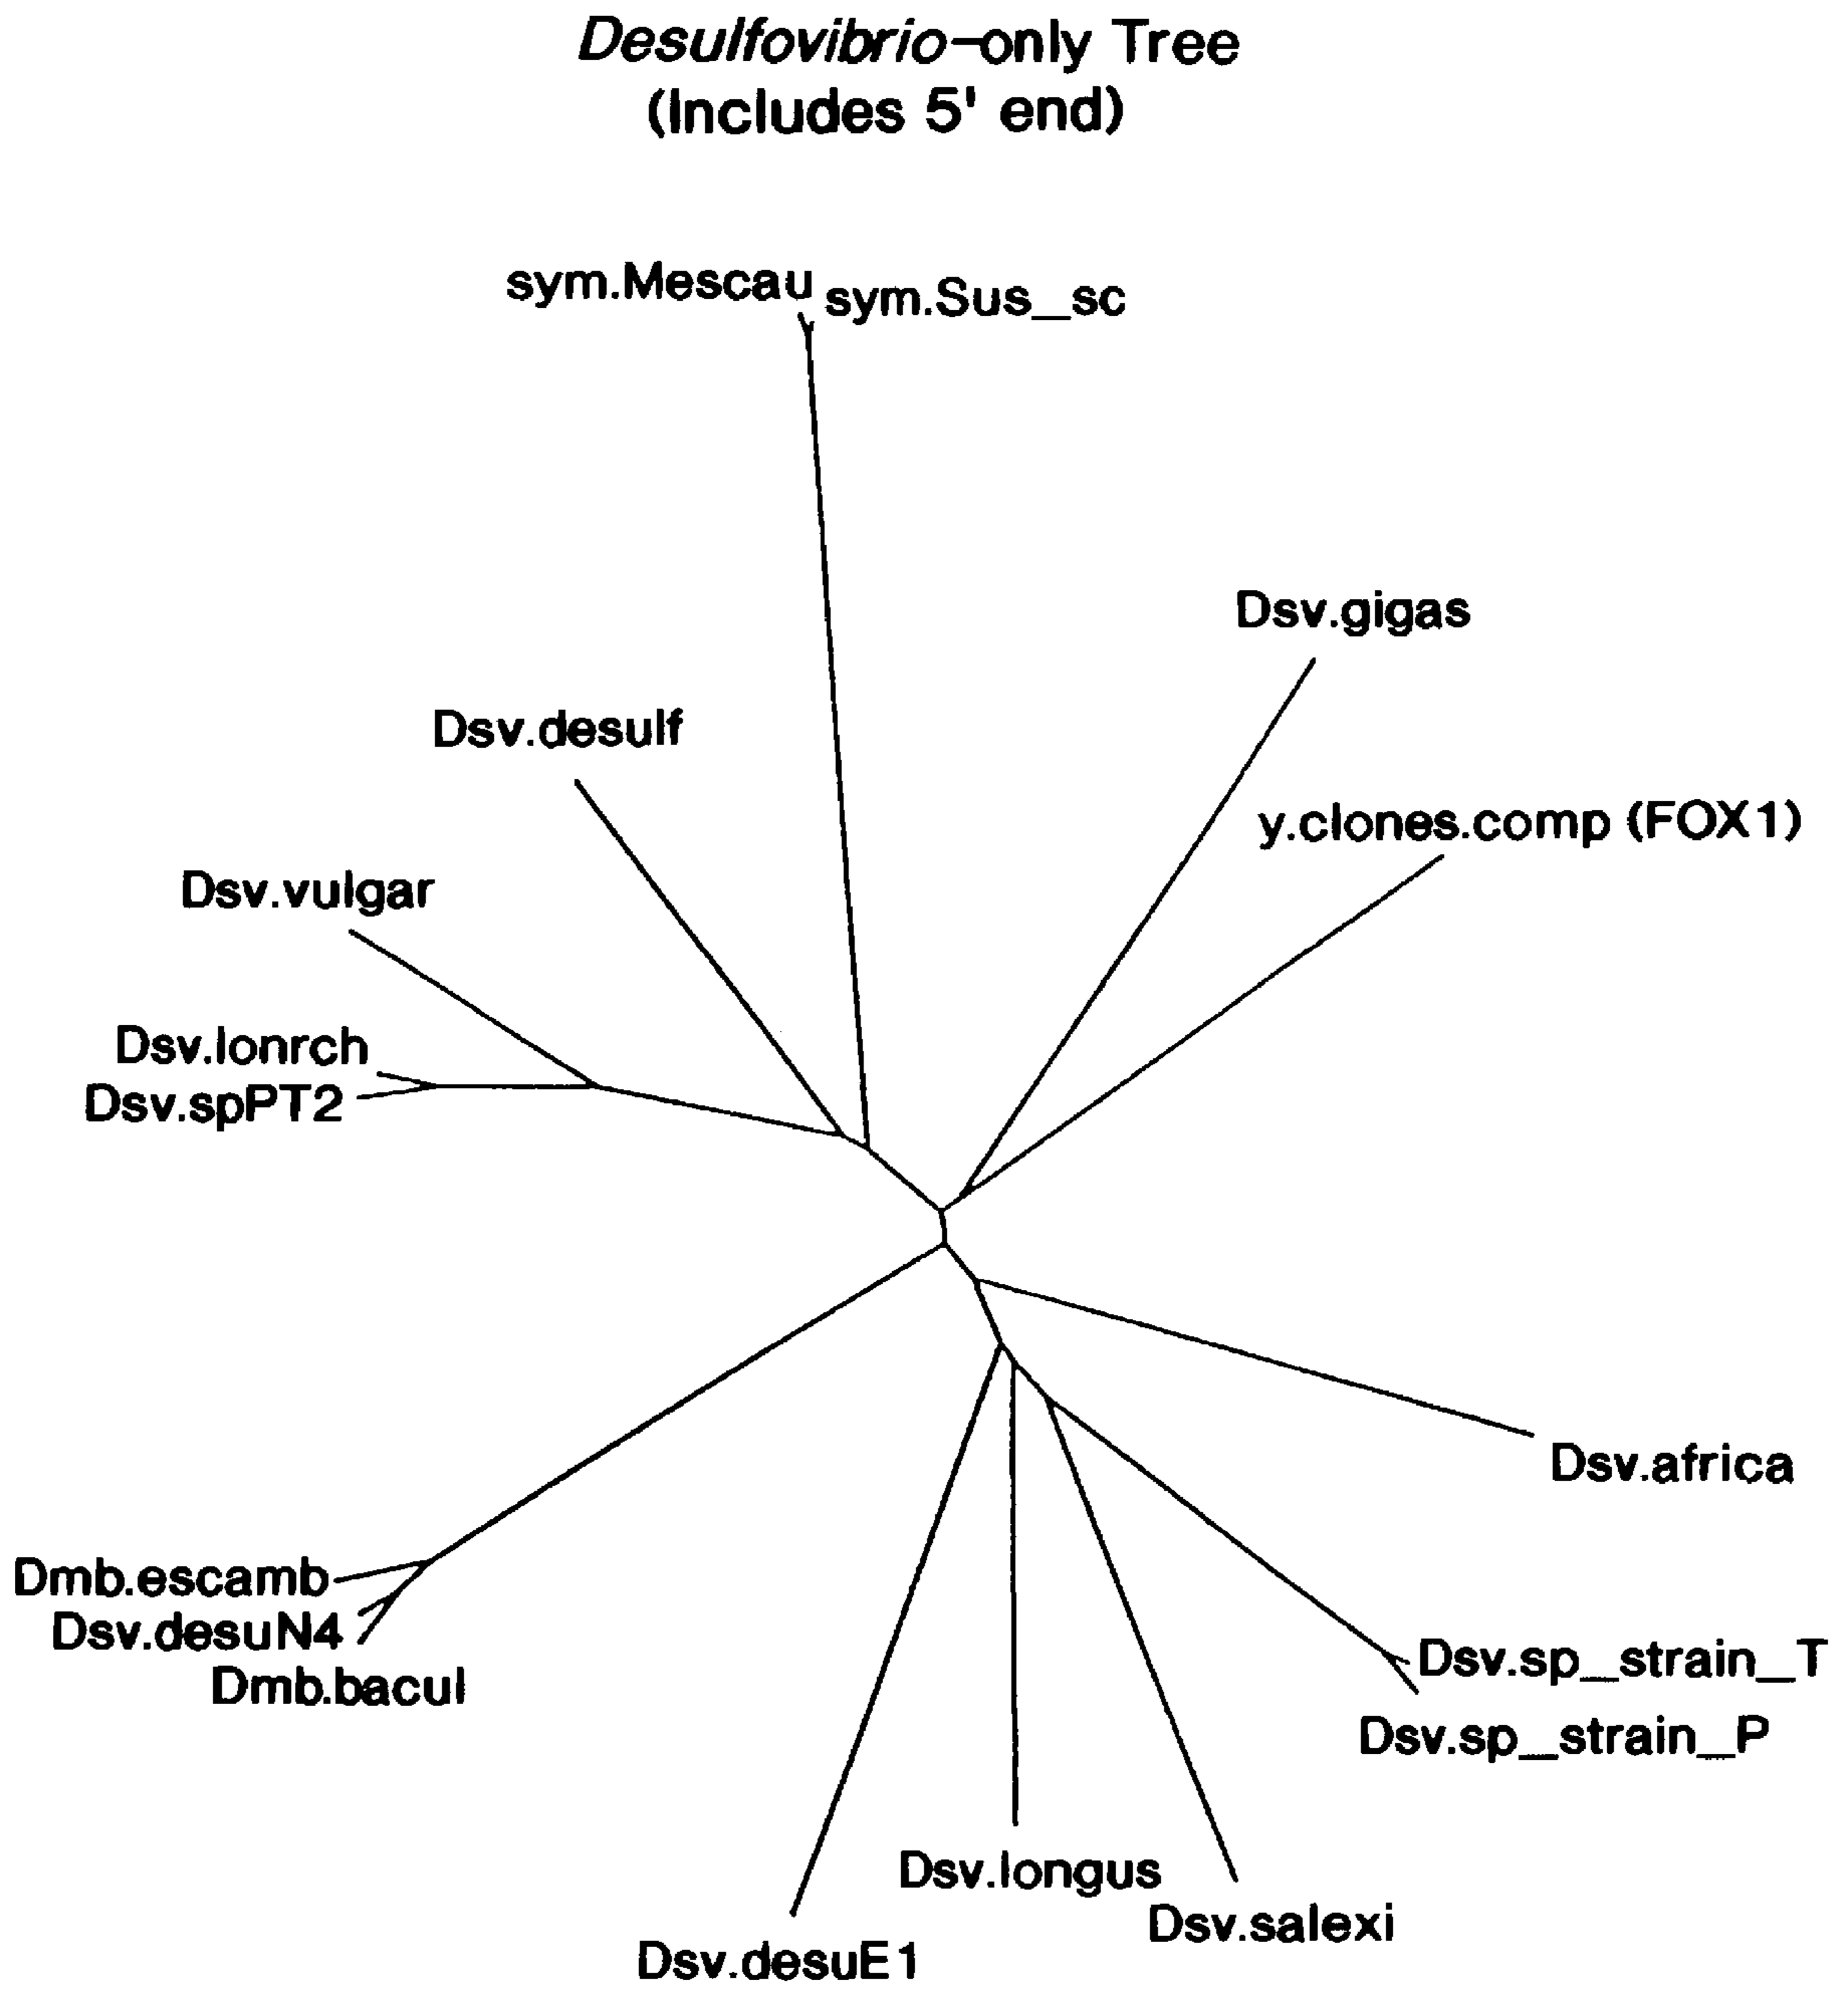 Desulfovibrio-only Tree
(Includes 5' end)
sym.Mescau
sym.Sus_sc
Dsv.gigas
Dsv.desulf
y.clones.comp (FOX1)
Dsv.vulgar
Dsv.lonrch
Dsv.spPT2
Dsv.africa
Dmb.escamb
Dsv.desuN4
Dmb.bacul
Dsv.sp_strain_T
Dsv.sp_strain_P
Dsv.longus
Dsv.salexi
Dsv.desuE1